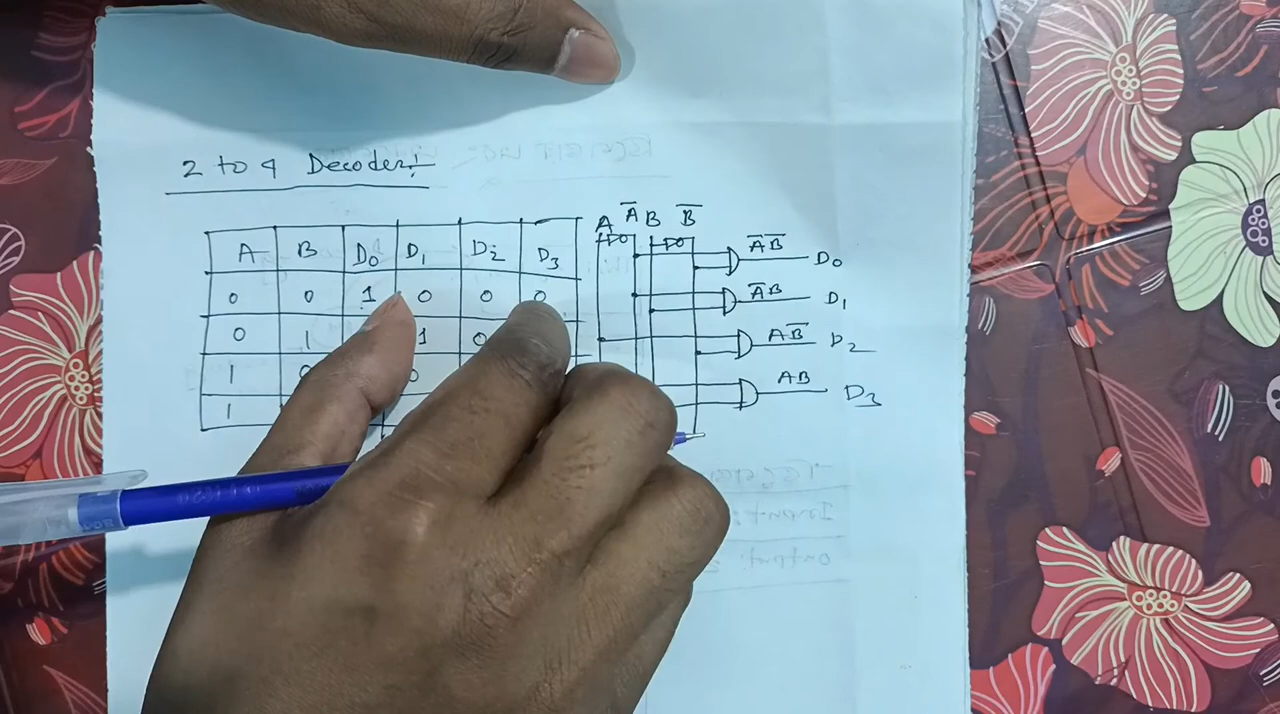 2 to 4 Decoder:
A Ā B B̄
A B D₀ D₁ D₂ D₃
0 0 1 0 0 0
0 1 1 0
1 0 0
1
ĀB̄ D₀
ĀB D₁
AB̄ D₂
AB D₃